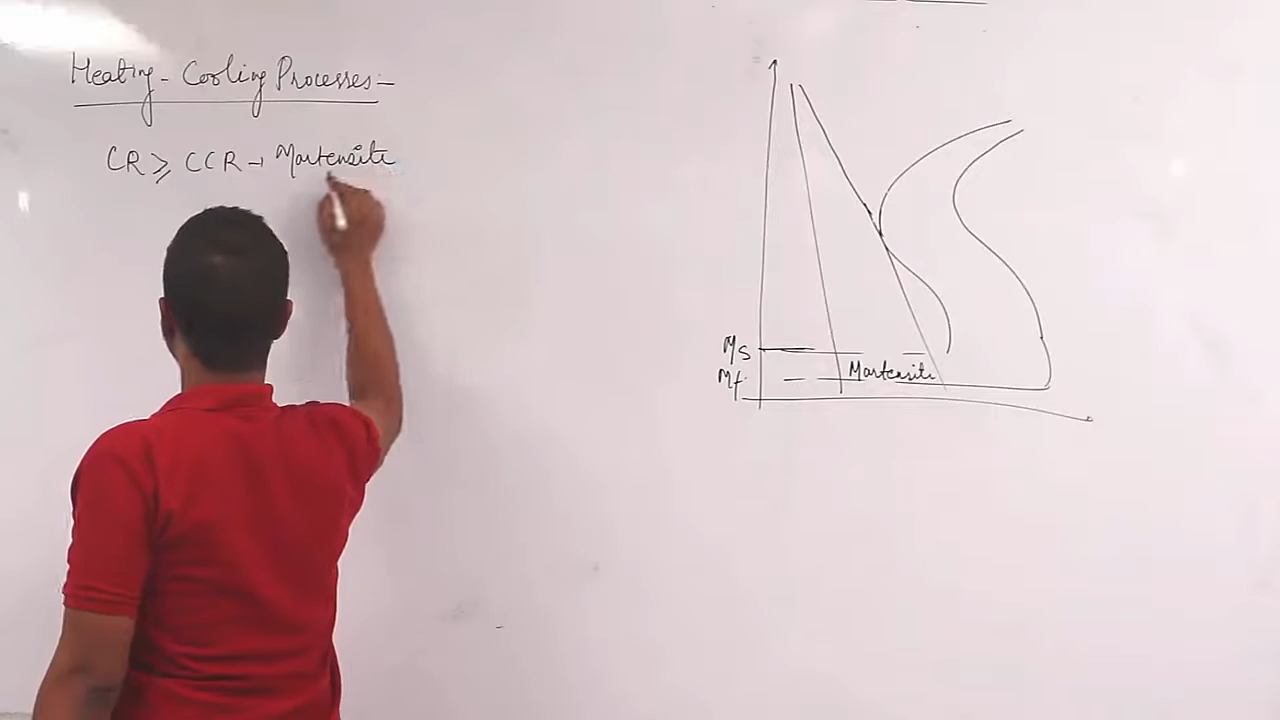 Heating - Cooling Processes:-
CR ≥ CCR → Martensite
Ms
Mf
Martensite